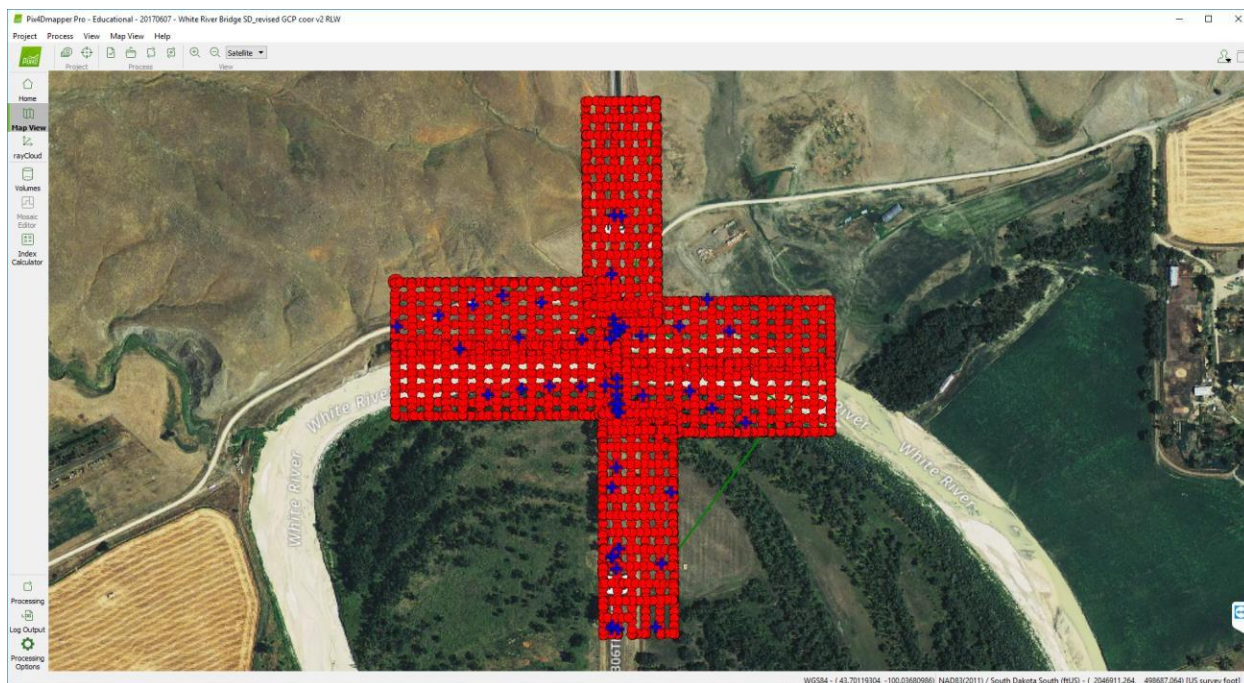 Pix4Dmapper Pro - Educational - 20170607 - White River Bridge SD_revised GCP coor v2 RLW
Project Process View Map View Help
Satellite
Project Process View
Home
Map View
rayCloud
Volumes
Mosaic
Editor
Index
Calculator
White River
White River
River
White River
306TH
Processing
Log Output
Processing
Options
WGS84 - ( 43.70119304, -100.03680986) NAD83(2011) / South Dakota South (ftUS) - ( 2046911.264, 498687.064) [US survey foot]